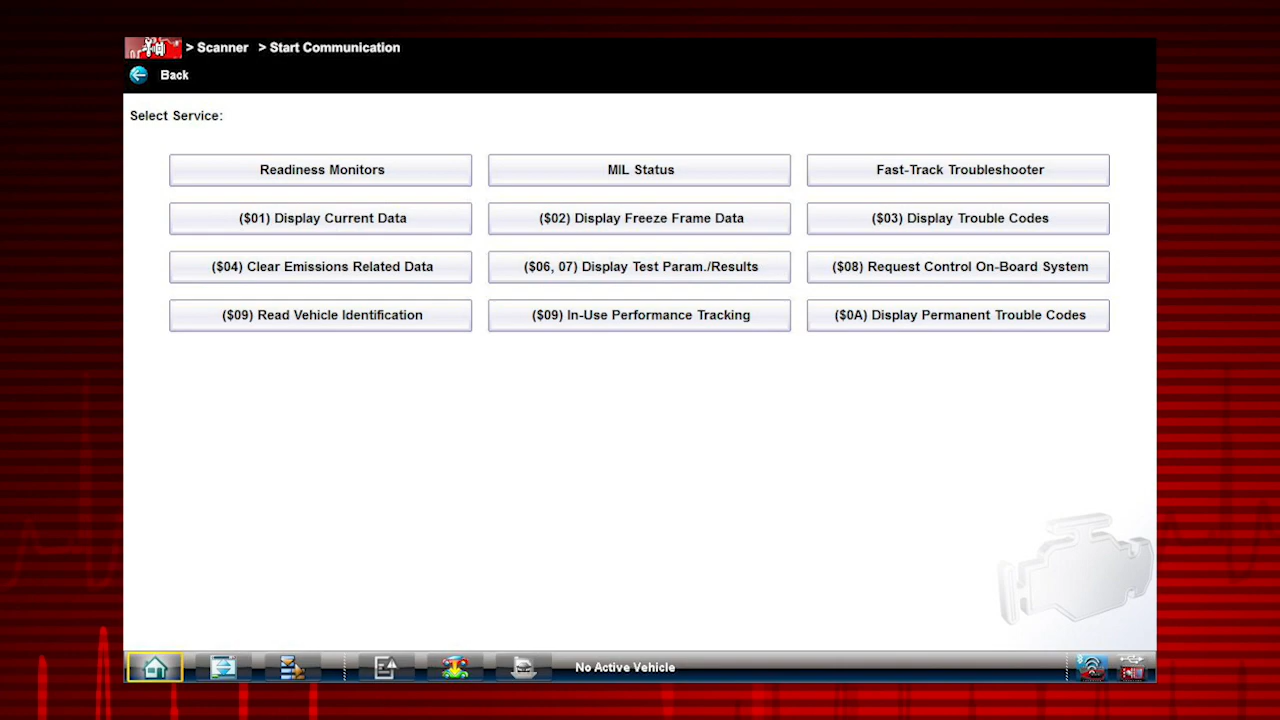 > Scanner > Start Communication
Back
Select Service:
Readiness Monitors
MIL Status
Fast-Track Troubleshooter
($01) Display Current Data
($02) Display Freeze Frame Data
($03) Display Trouble Codes
($04) Clear Emissions Related Data
($06, 07) Display Test Param./Results
($08) Request Control On-Board System
($09) Read Vehicle Identification
($09) In-Use Performance Tracking
($0A) Display Permanent Trouble Codes
No Active Vehicle